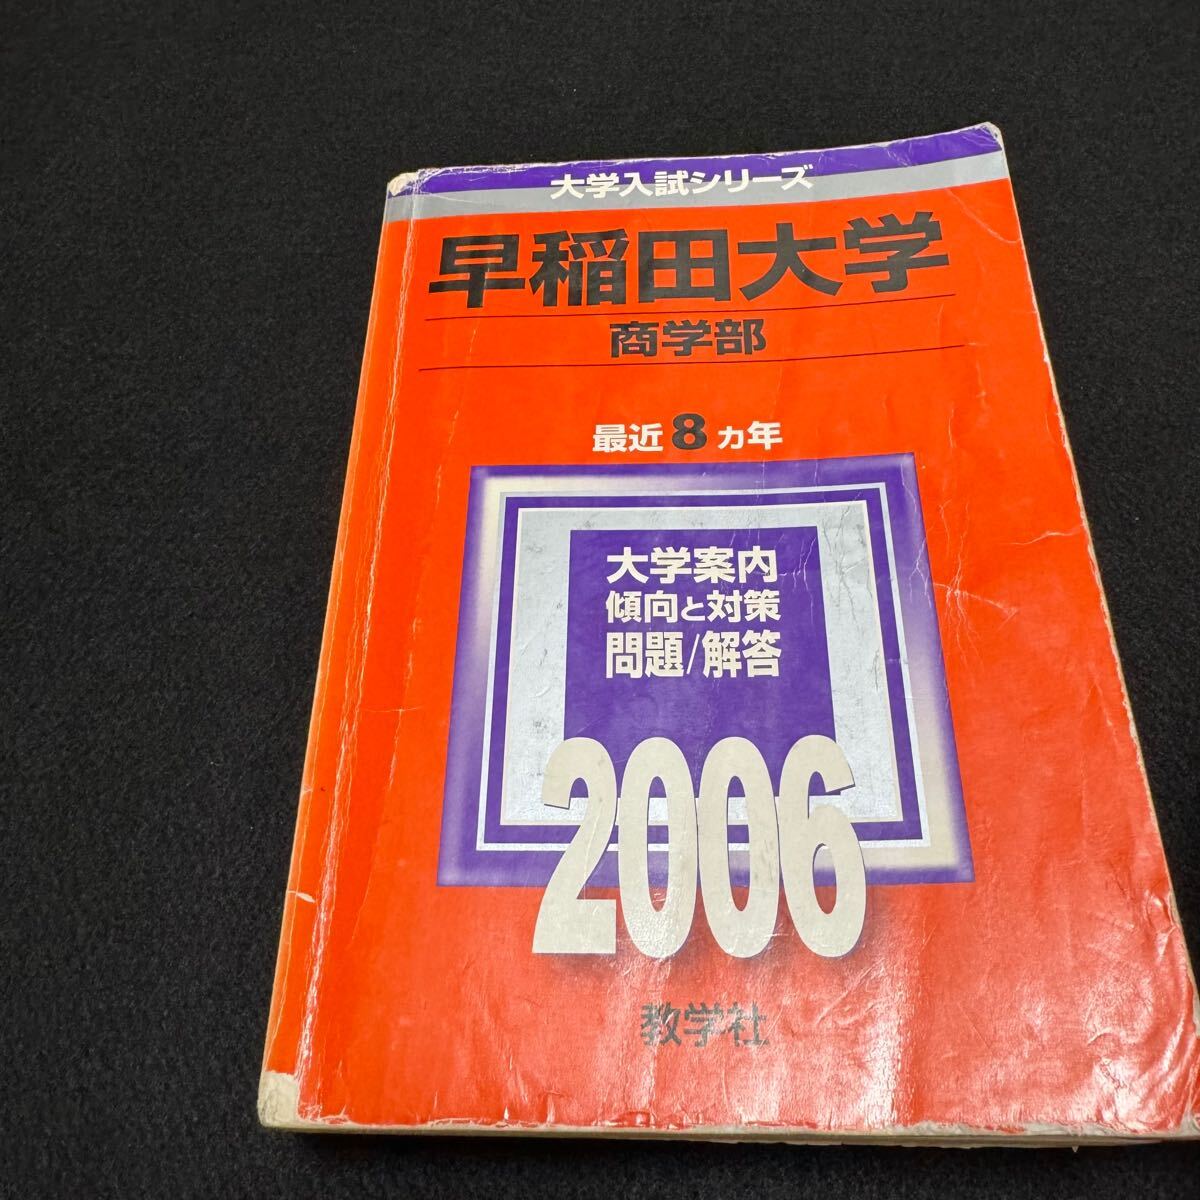 大学入試シリーズ
早稲田大学
商学部
最近8カ年
大学案内
傾向と対策
問題/解答
2006
教学社